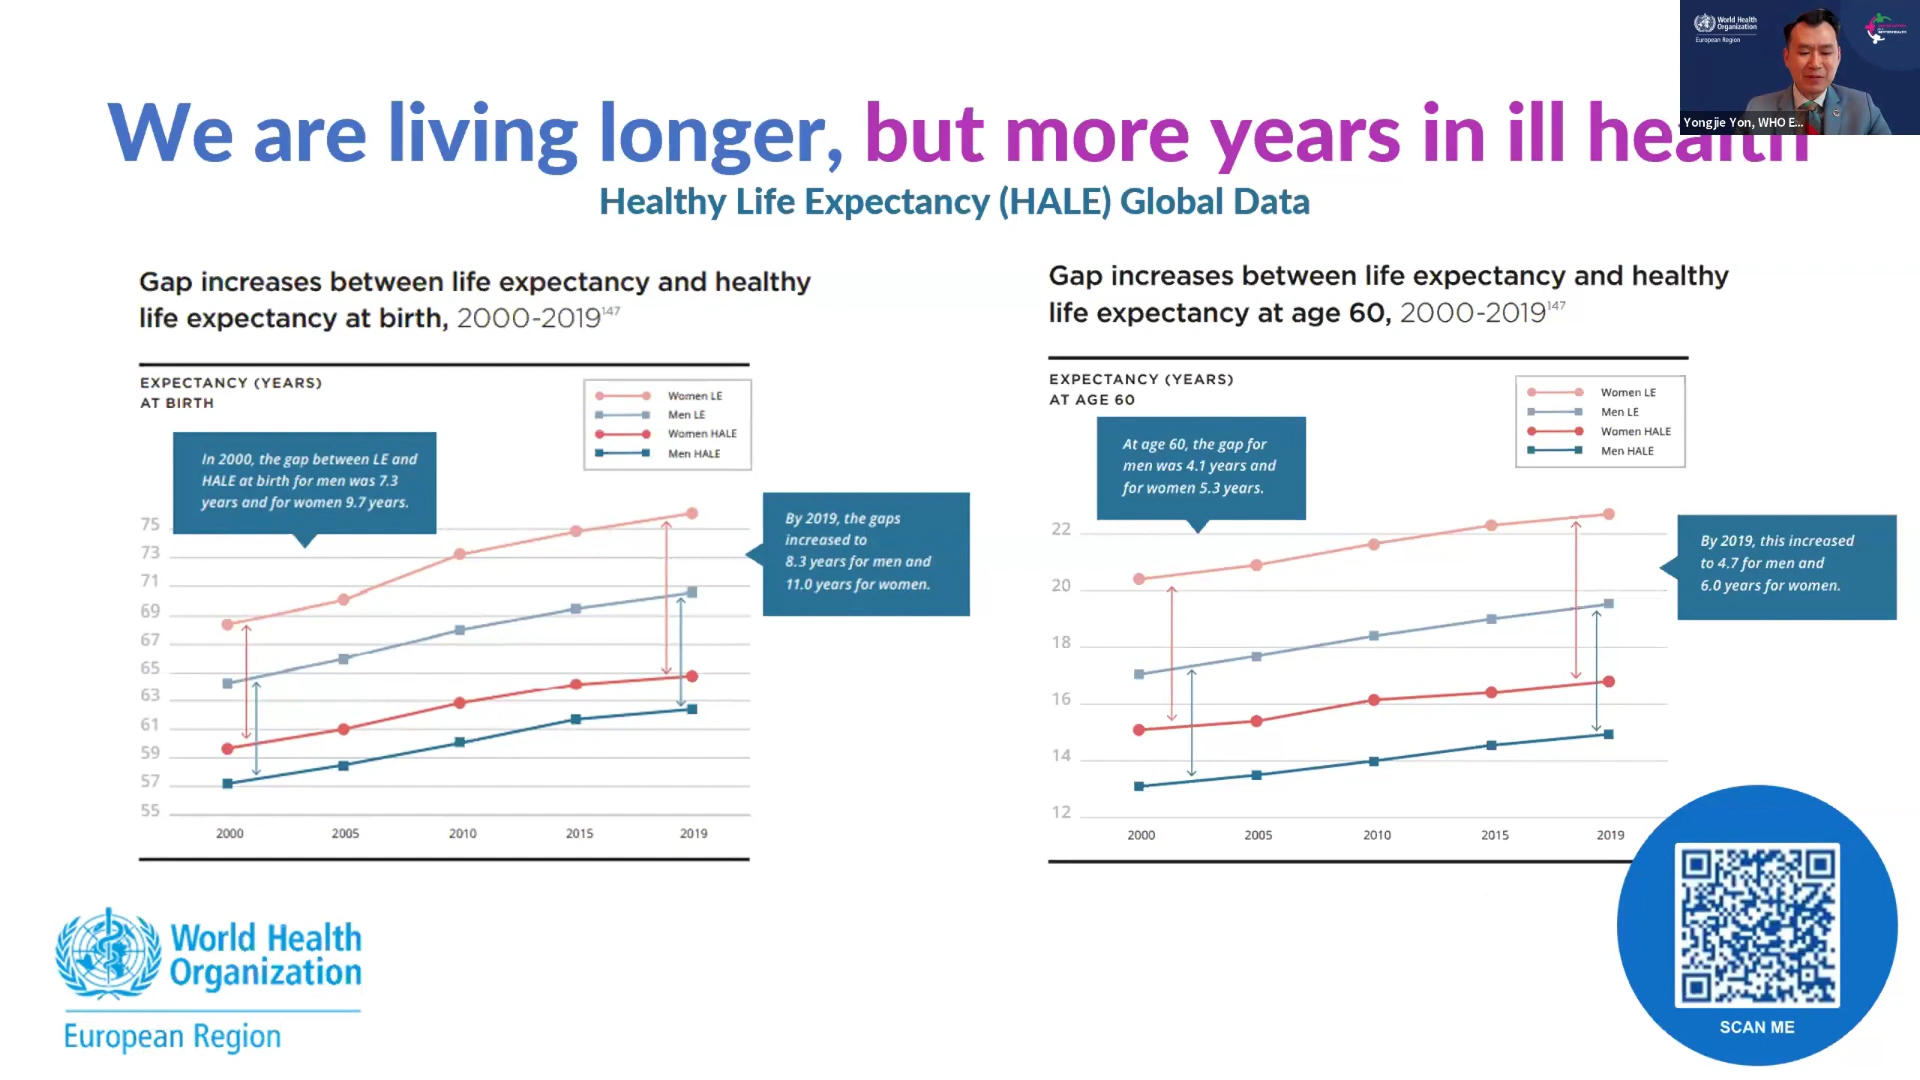 World Health
Organization
European Region
Yongjie Yon, WHO E...
We are living longer, but more years in ill health
Healthy Life Expectancy (HALE) Global Data
Gap increases between life expectancy and healthy
life expectancy at birth, 2000-2019147
EXPECTANCY (YEARS)
AT BIRTH
Women LE
Men LE
Women HALE
Men HALE
In 2000, the gap between LE and
HALE at birth for men was 7.3
years and for women 9.7 years.
By 2019, the gaps
increased to
8.3 years for men and
11.0 years for women.
75
73
71
69
67
65
63
61
59
57
55
2000 2005 2010 2015 2019
Gap increases between life expectancy and healthy
life expectancy at age 60, 2000-2019147
EXPECTANCY (YEARS)
AT AGE 60
Women LE
Men LE
Women HALE
Men HALE
At age 60, the gap for
men was 4.1 years and
for women 5.3 years.
By 2019, this increased
to 4.7 for men and
6.0 years for women.
22
20
18
16
14
12
2000 2005 2010 2015 2019
World Health
Organization
European Region
SCAN ME